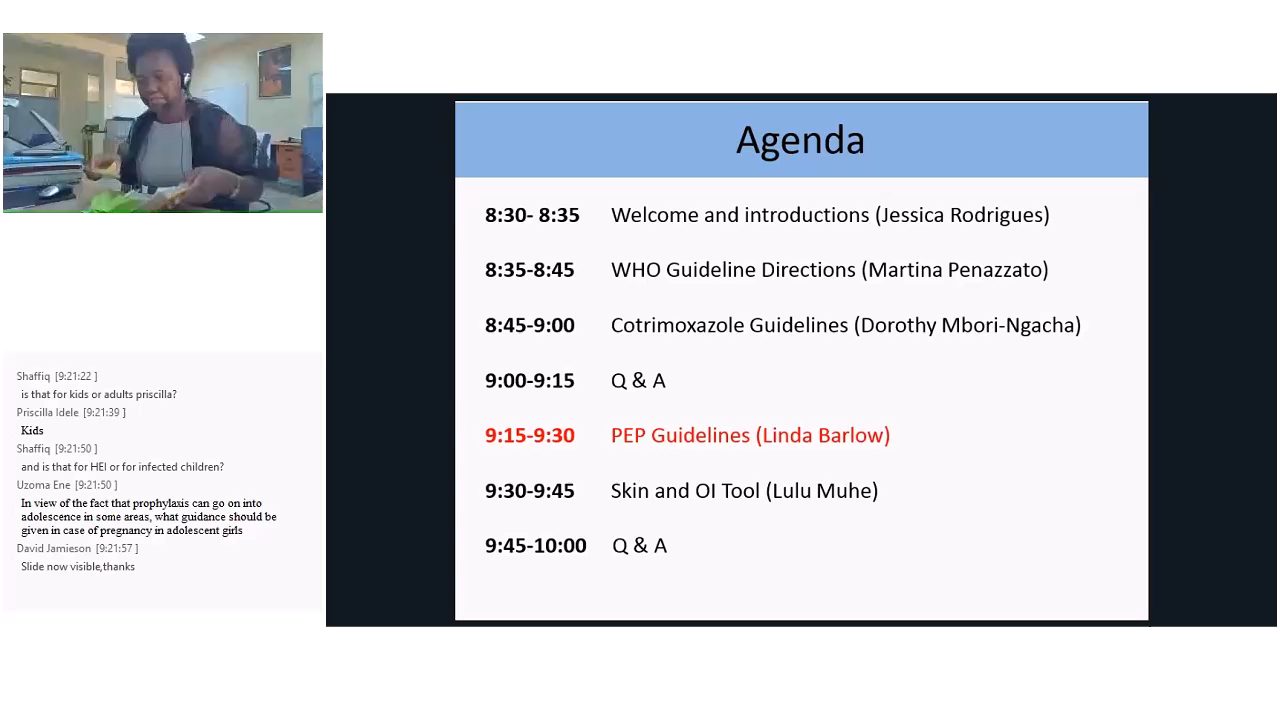 Agenda
8:30- 8:35 Welcome and introductions (Jessica Rodrigues)
8:35-8:45 WHO Guideline Directions (Martina Penazzato)
8:45-9:00 Cotrimoxazole Guidelines (Dorothy Mbori-Ngacha)
9:00-9:15 Q & A
9:15-9:30 PEP Guidelines (Linda Barlow)
9:30-9:45 Skin and OI Tool (Lulu Muhe)
9:45-10:00 Q & A
Shaffiq [9:21:22 ]
is that for kids or adults priscilla?
Priscilla Idele [9:21:39 ]
Kids
Shaffiq [9:21:50 ]
and is that for HEI or for infected children?
Uzoma Ene [9:21:50 ]
In view of the fact that prophylaxis can go on into
adolescence in some areas, what guidance should be
given in case of pregnancy in adolescent girls
David Jamieson [9:21:57 ]
Slide now visible,thanks